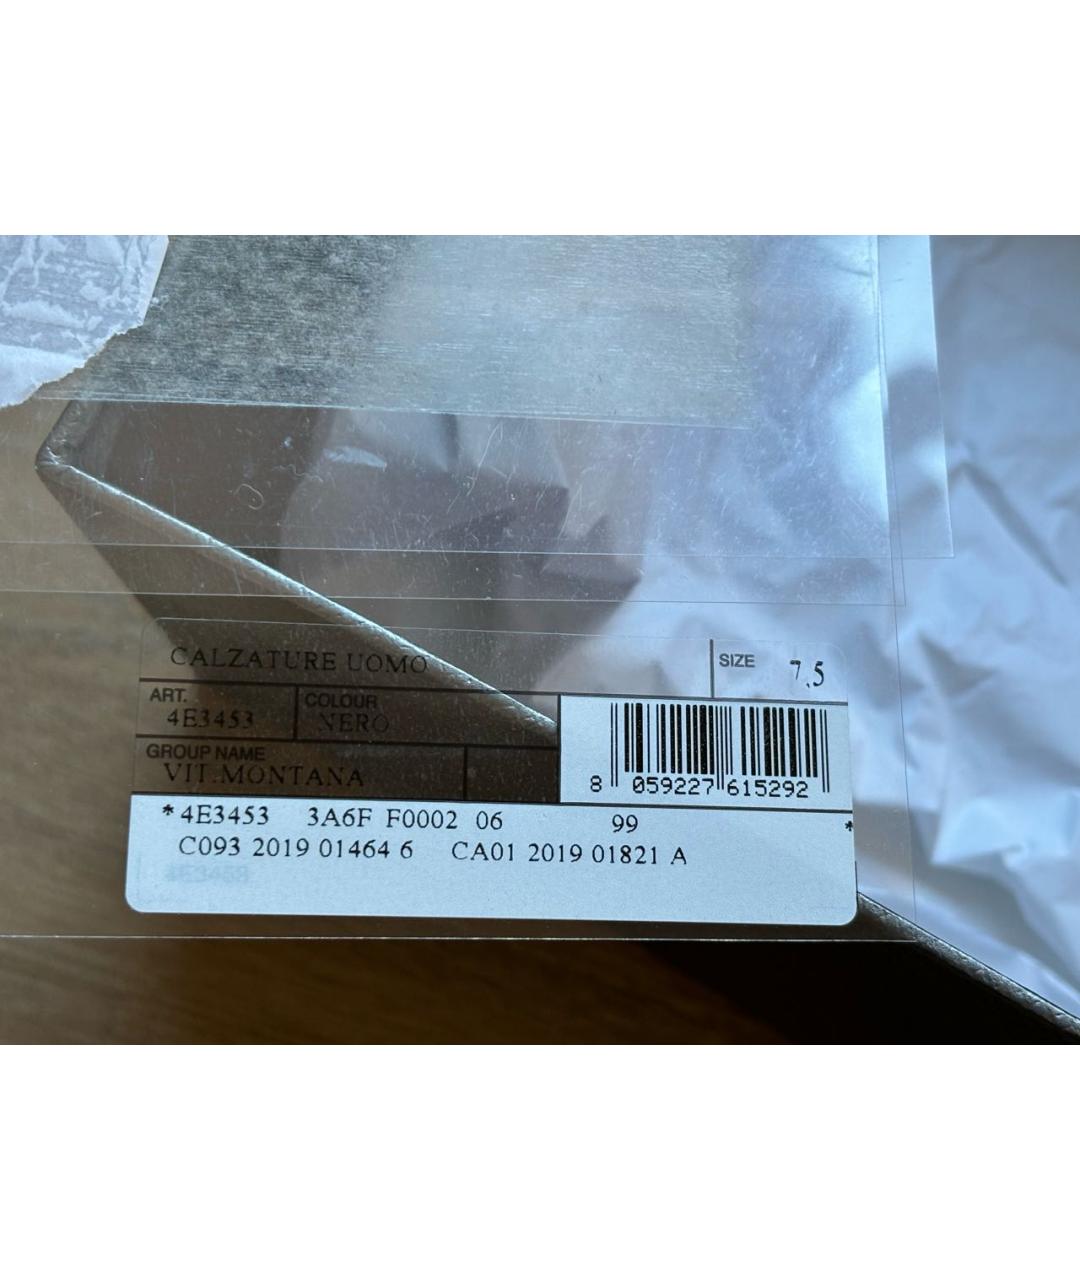 CALZATURE UOMO SIZE 7.5
ART. COLOUR
4E3453 NERO
GROUP NAME
VIT.MONTANA
8 059227 615292
*4E3453 3A6F F0002 06 99 *
C093 2019 01464 6 CA01 2019 01821 A